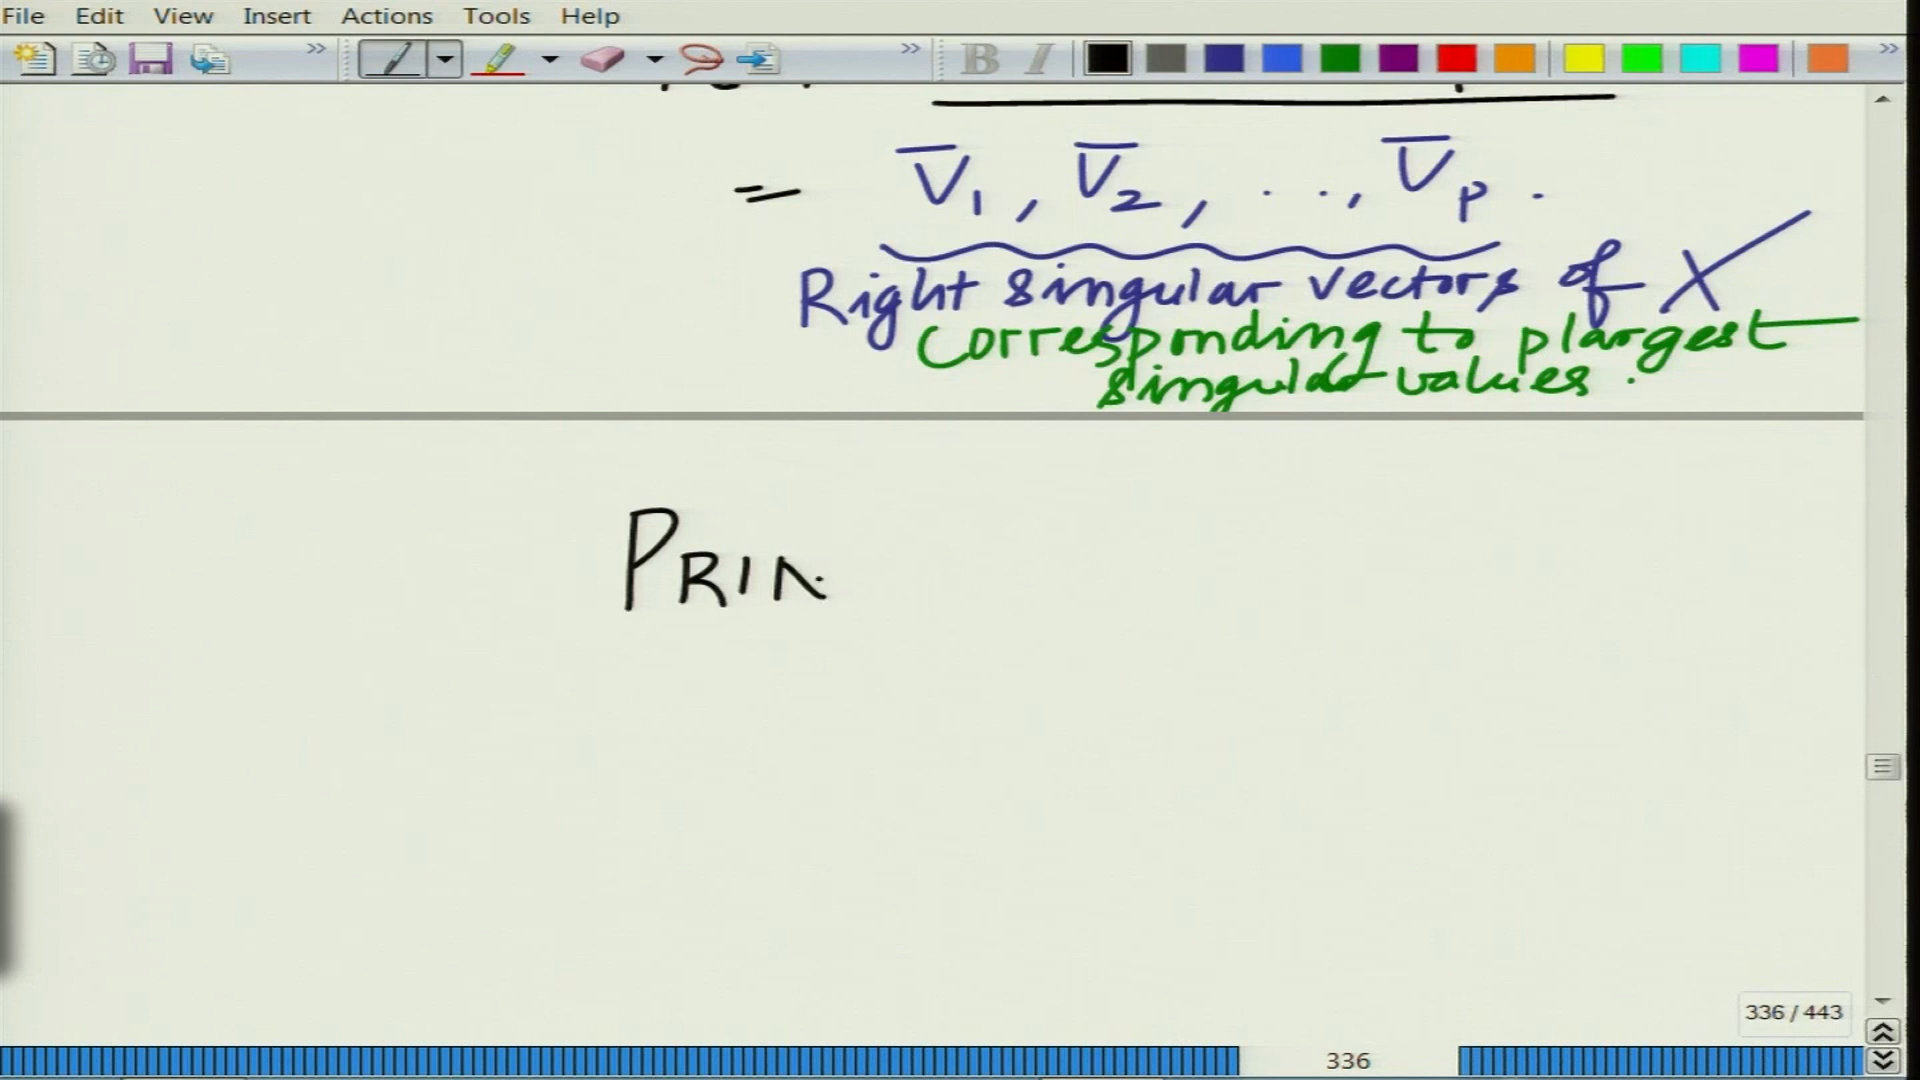 File Edit View Insert Actions Tools Help
B I
= V̅1, V̅2, ..., V̅p.
Right singular vectors of X
Corresponding to p largest
singular values.
PRIN
336 / 443
336